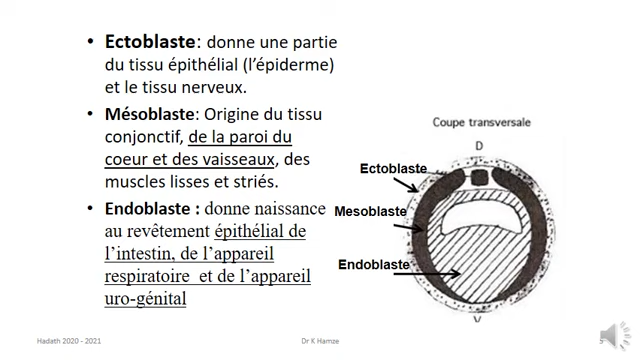 • Ectoblaste: donne une partie
du tissu épithélial (l'épiderme)
et le tissu nerveux.
• Mésoblaste: Origine du tissu
conjonctif, de la paroi du
coeur et des vaisseaux, des
muscles lisses et striés.
• Endoblaste : donne naissance
au revêtement épithélial de
l'intestin, de l'appareil
respiratoire et de l'appareil
uro-génital
Coupe transversale
D
Ectoblaste
Mesoblaste
Endoblaste
V
Hadath 2020 - 2021
Dr K Hamze